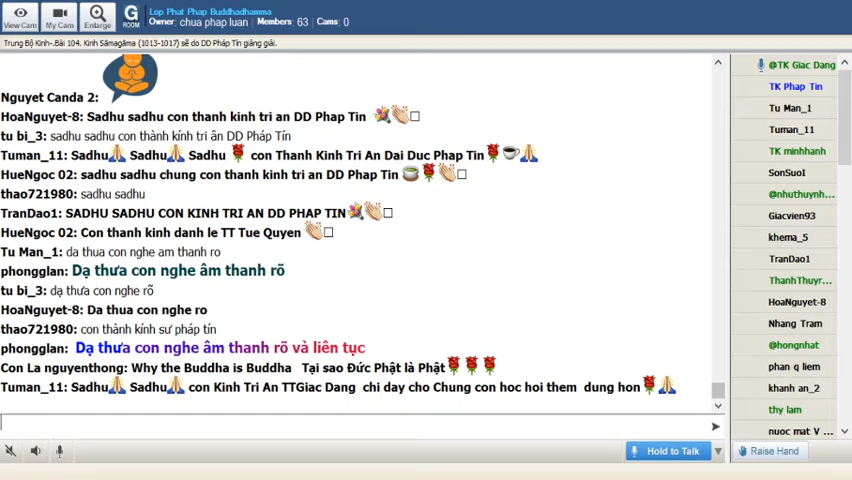 View Cam
My Cam
Enlarge
G
ROOM
Lop Phat Phap Buddhadhamma
Owner: chua phap luan Members: 63 Cams: 0
Trung Bộ Kinh-.Bài 104. Kinh Sāmagāma (1013-1017) sẽ do DD Pháp Tín giảng giải.
Nguyet Canda 2:
HoaNguyet-8: Sadhu sadhu con thanh kinh tri an DD Phap Tin
tu bi_3: sadhu sadhu con thành kính tri ân DD Pháp Tín
Tuman_11: Sadhu Sadhu Sadhu con Thanh Kinh Tri An Dai Duc Phap Tin
HueNgoc 02: sadhu sadhu chung con thanh kinh tri an DD Phap Tin
thao721980: sadhu sadhu
TranDao1: SADHU SADHU CON KINH TRI AN DD PHAP TIN
HueNgoc 02: Con thanh kinh danh le TT Tue Quyen
Tu Man_1: da thua con nghe am thanh ro
phongglan: Dạ thưa con nghe âm thanh rõ
tu bi_3: dạ thưa con nghe rõ
HoaNguyet-8: Da thua con nghe ro
thao721980: con thành kính sư pháp tín
phongglan: Dạ thưa con nghe âm thanh rõ và liên tục
Con La nguyenthong: Why the Buddha is Buddha Tại sao Đức Phật là Phật
Tuman_11: Sadhu Sadhu con Kinh Tri An TTGiac Dang chi day cho Chung con hoc hoi them dung hon
@TK Giac Dang
TK Phap Tin
Tu Man_1
Tuman_11
TK minhhanh
SonSuoI
@nhuthuynh...
Giacvien93
khema_5
TranDao1
ThanhThuyr...
HoaNguyet-8
Nhang Tram
@hongnhat
phan q liem
khanh an_2
thy lam
nuoc mat V ...
Hold to Talk
Raise Hand